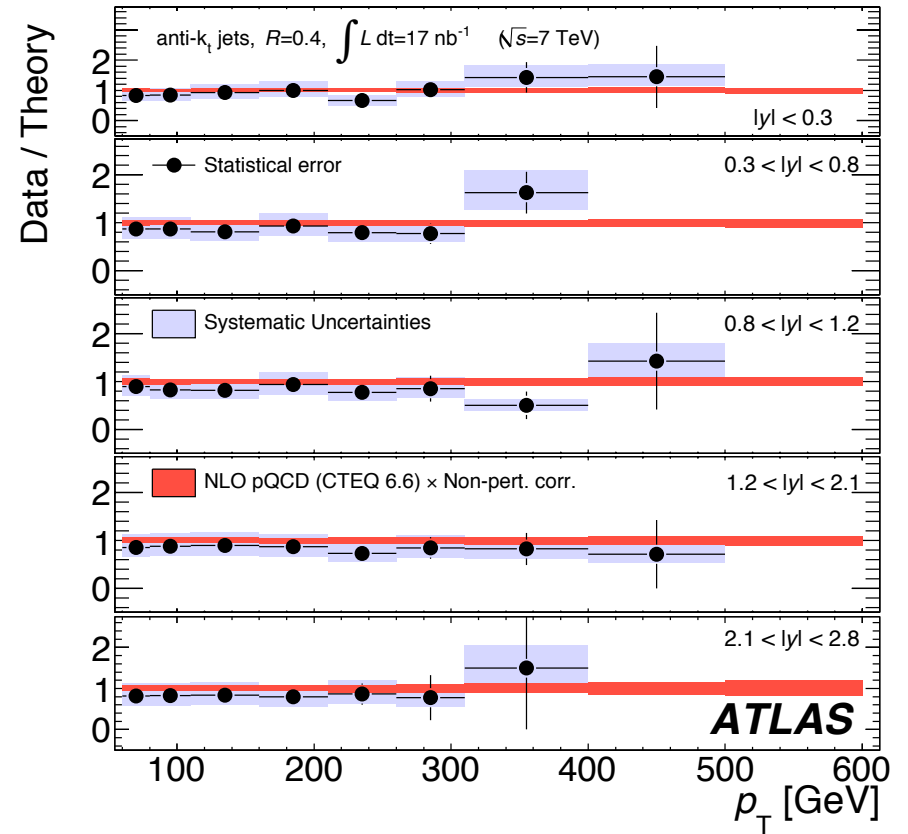 Data / Theory
anti-k_t jets, R=0.4, ∫ L dt=17 nb⁻¹ (√s=7 TeV)
2
1
0
|y| < 0.3
Statistical error
0.3 < |y| < 0.8
2
1
0
Systematic Uncertainties
0.8 < |y| < 1.2
2
1
0
NLO pQCD (CTEQ 6.6) × Non-pert. corr.
1.2 < |y| < 2.1
2
1
0
2.1 < |y| < 2.8
2
1
0
ATLAS
100 200 300 400 500 600
p_T [GeV]